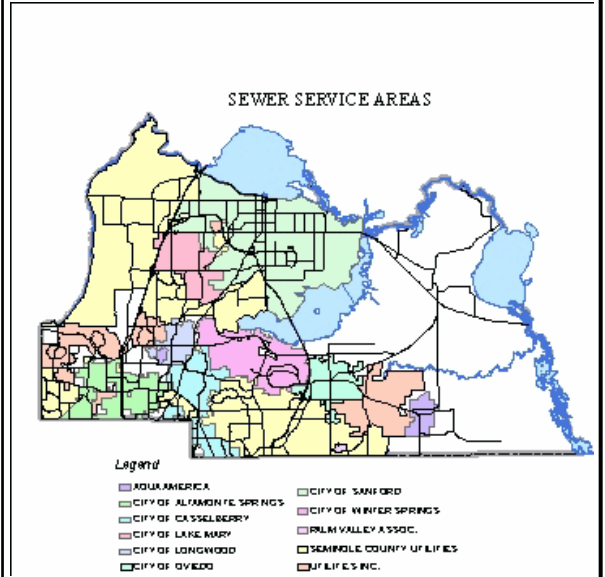 SEWER SERVICE AREAS
Legend
AQUA AMERICA
CITY OF ALTAMONTE SPRINGS
CITY OF CASSELBERRY
CITY OF LAKE MARY
CITY OF LONGWOOD
CITY OF OVIEDO
CITY OF SANFORD
CITY OF WINTER SPRINGS
PALM VALLEY ASSOC.
SEMINOLE COUNTY UTILITIES
UTILITIES INC.